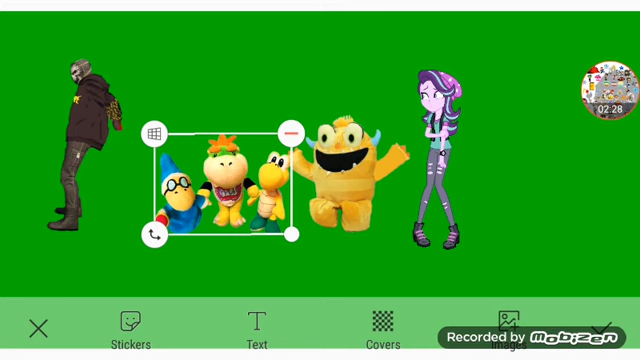 02:28
Stickers
Text
Covers
Images
Recorded by mobizen